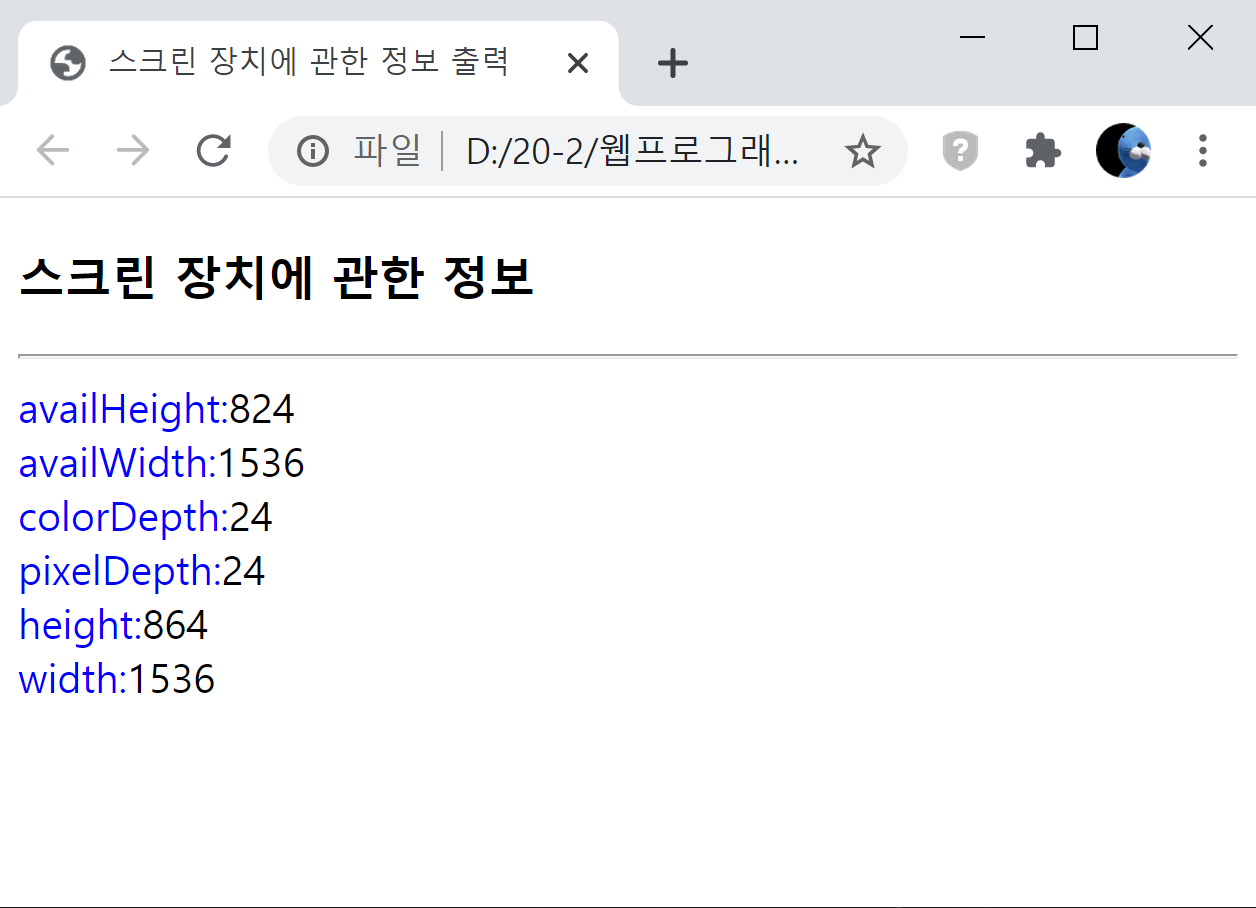 스크린 장치에 관한 정보 출력
파일 D:/20-2/웹프로그래...
스크린 장치에 관한 정보
availHeight:824
availWidth:1536
colorDepth:24
pixelDepth:24
height:864
width:1536